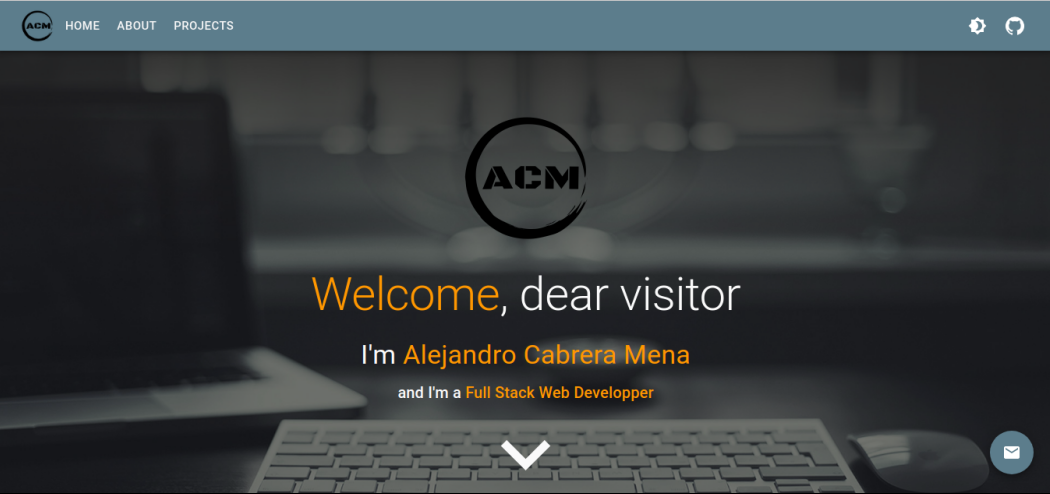 ACM HOME ABOUT PROJECTS
ACM
Welcome, dear visitor
I'm Alejandro Cabrera Mena
and I'm a Full Stack Web Developper